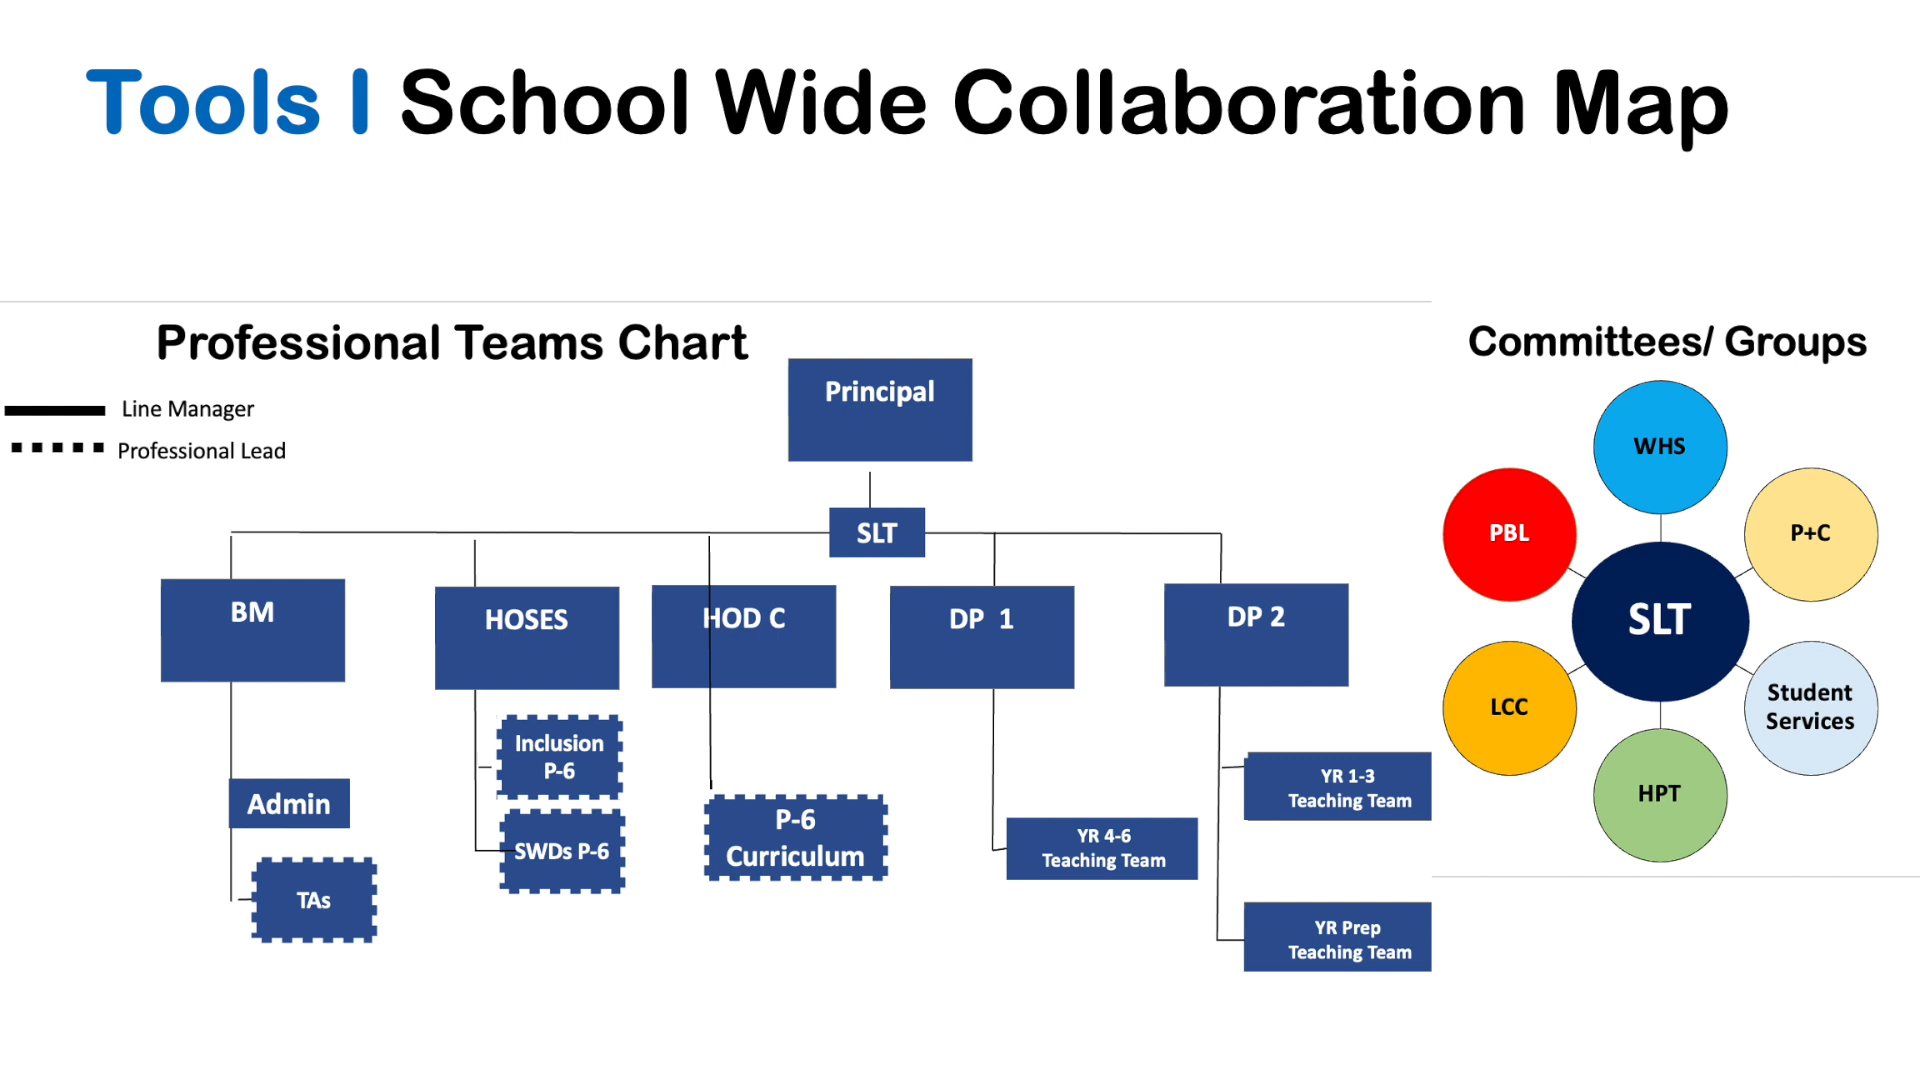 Tools I School Wide Collaboration Map
Professional Teams Chart
Line Manager
Professional Lead
Principal
SLT
BM
HOSES
HOD C
DP 1
DP 2
Inclusion
P-6
SWDs P-6
Admin
TAs
P-6
Curriculum
YR 4-6
Teaching Team
YR 1-3
Teaching Team
YR Prep
Teaching Team
Committees/ Groups
WHS
PBL
P+C
SLT
LCC
Student
Services
HPT